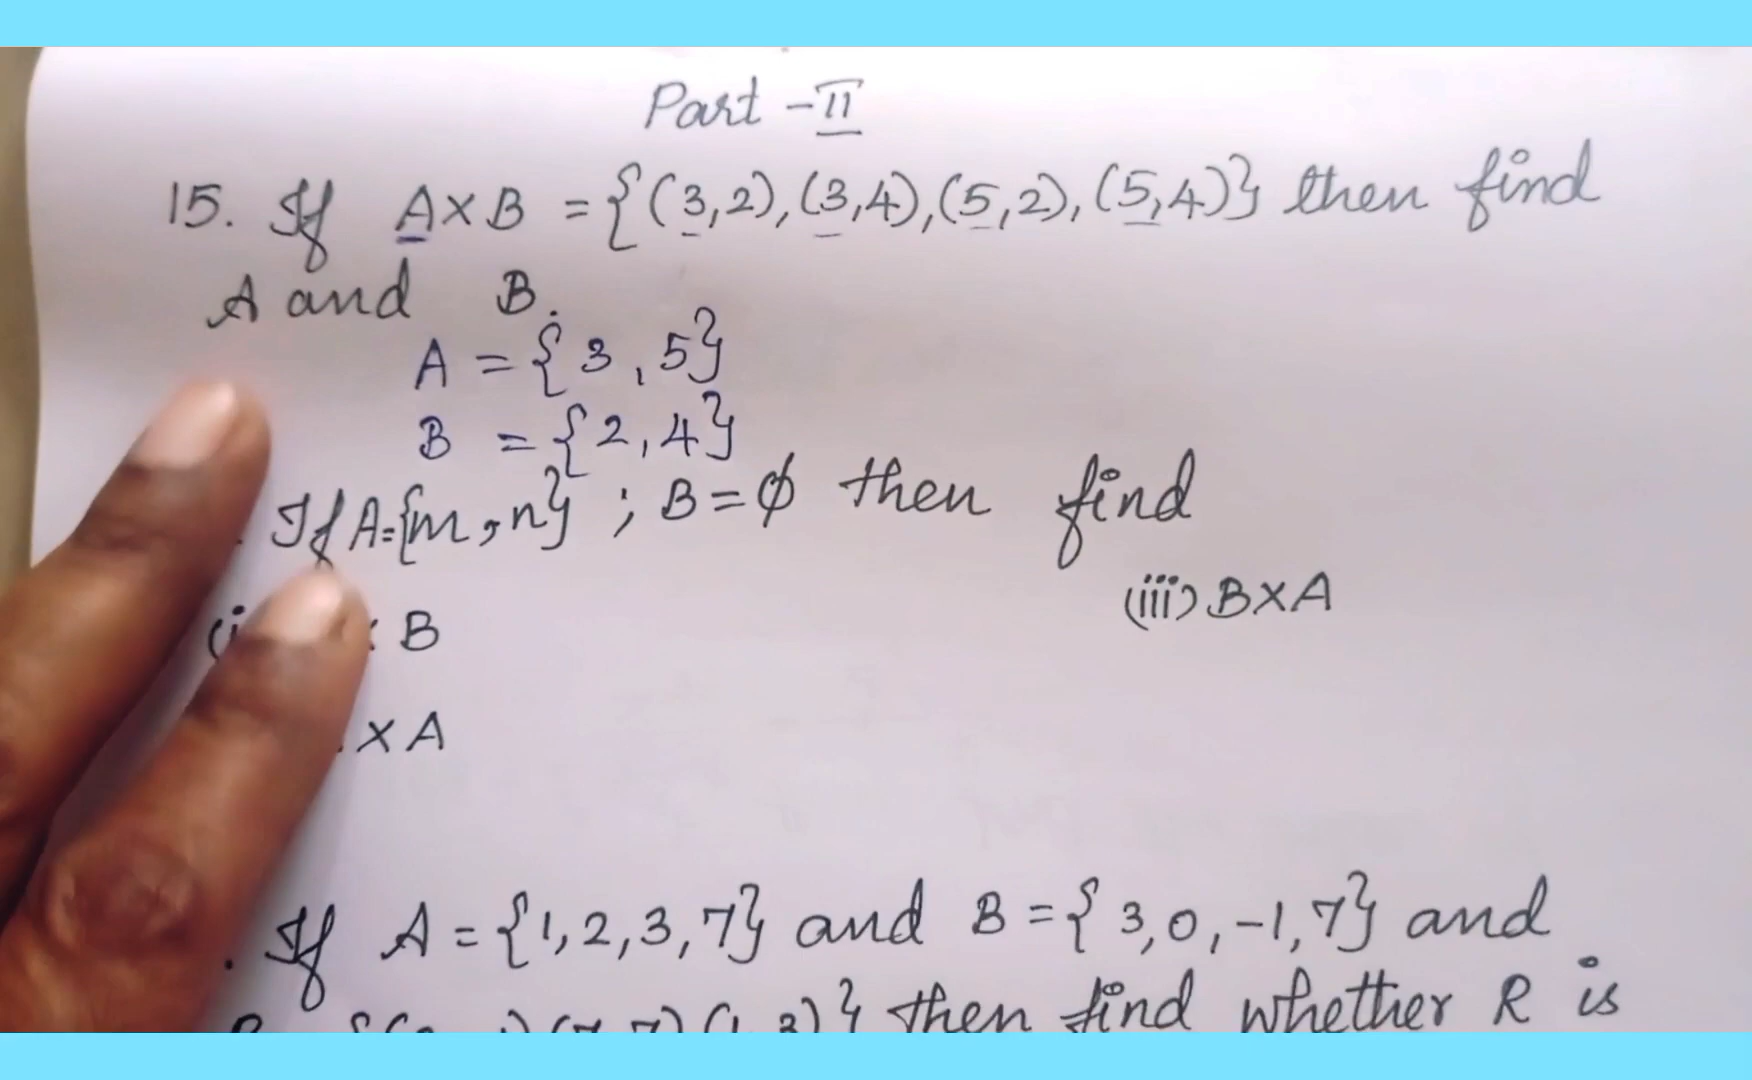 Part - II
15. If A×B = {(3,2),(3,4),(5,2),(5,4)} then find
A and B.
A = {3,5}
B = {2,4}
If A={m,n} ; B=ϕ then find
(iii) B×A
B
× A
If A = {1,2,3,7} and B = {3,0,-1,7} and
then find whether R is